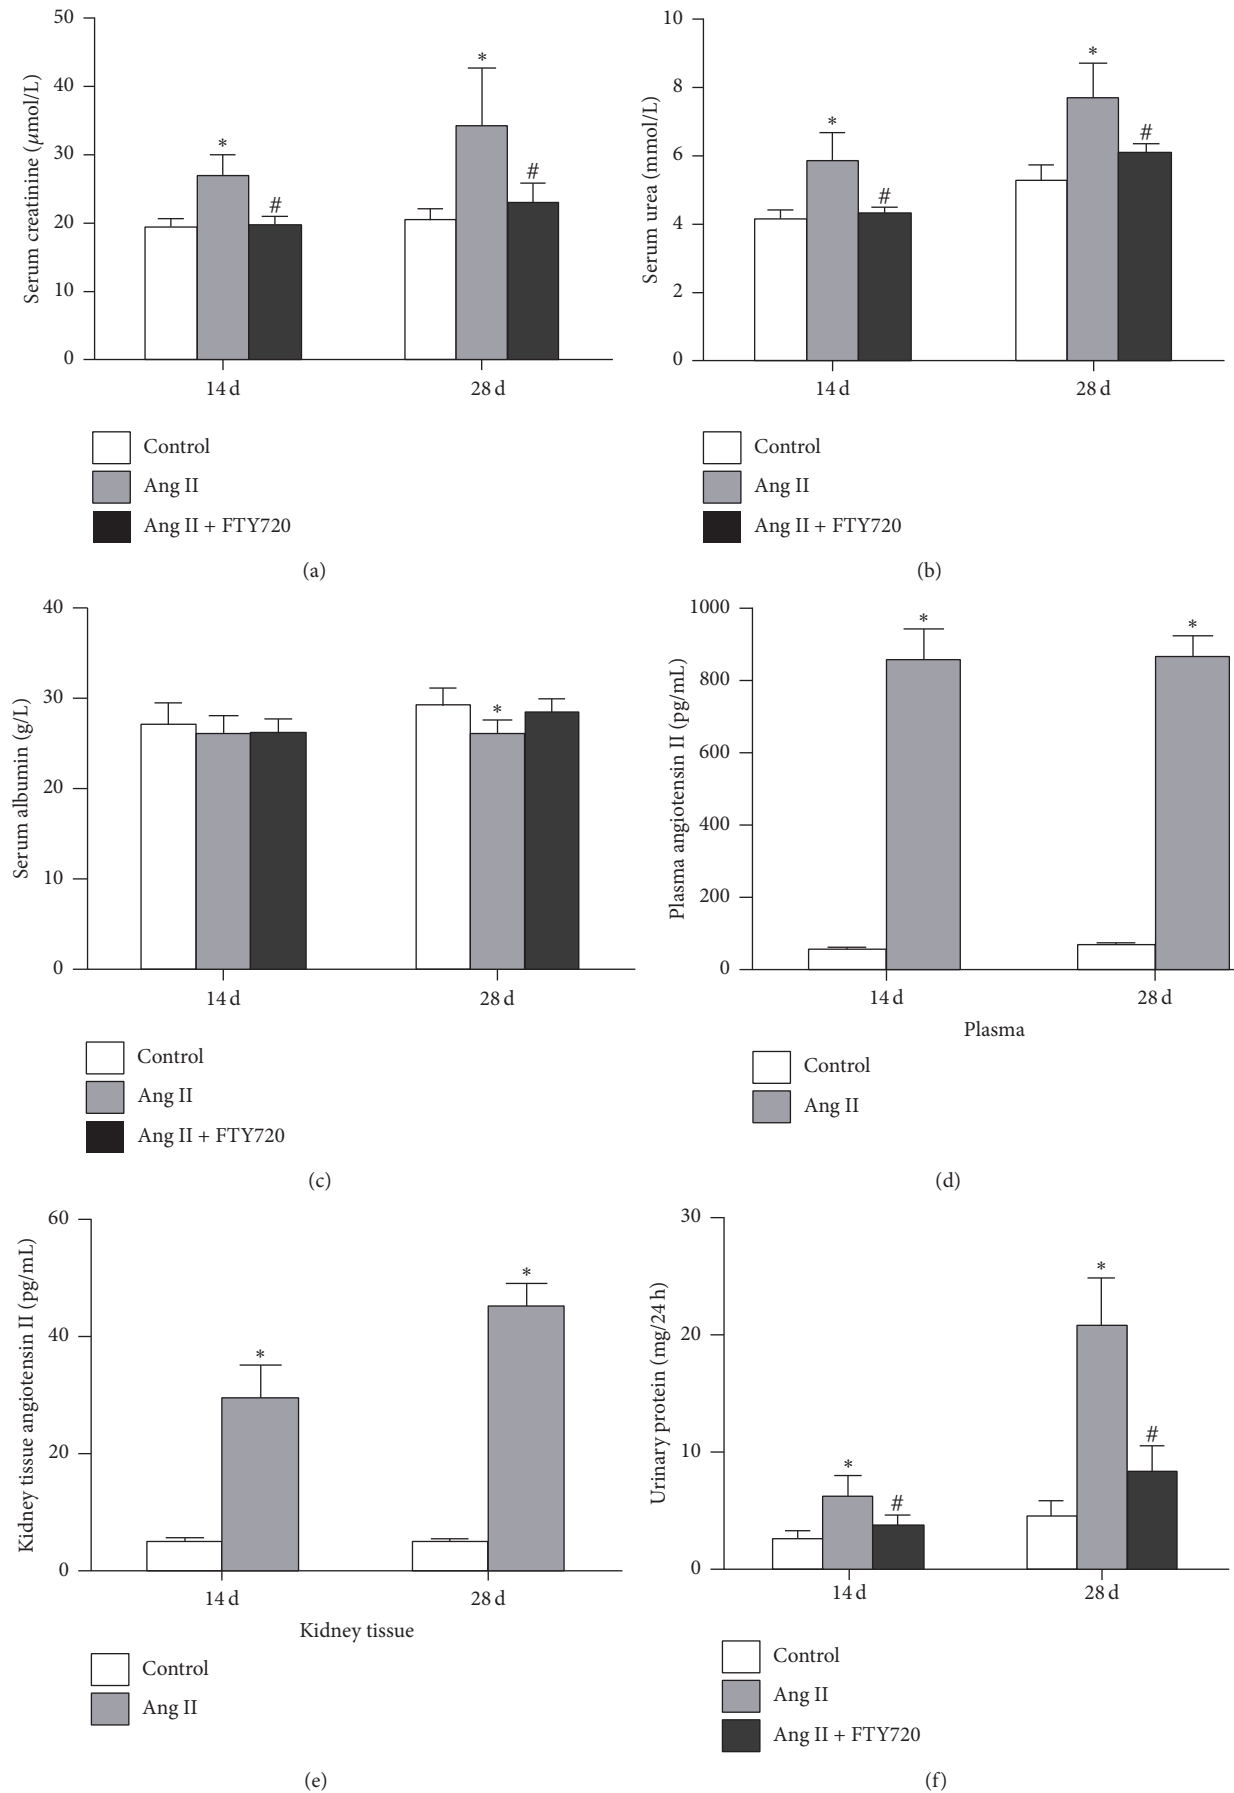 50
40
30
20
10
0
Serum creatinine (μmol/L)
*
#
*
#
14 d
28 d
Control
Ang II
Ang II + FTY720
(a)
10
8
6
4
2
0
Serum urea (mmol/L)
*
#
*
#
14 d
28 d
Control
Ang II
Ang II + FTY720
(b)
40
30
20
10
0
Serum albumin (g/L)
*
14 d
28 d
Control
Ang II
Ang II + FTY720
(c)
1000
800
600
400
200
0
Plasma angiotensin II (pg/mL)
*
*
14 d
28 d
Plasma
Control
Ang II
(d)
60
40
20
0
Kidney tissue angiotensin II (pg/mL)
*
*
14 d
28 d
Kidney tissue
Control
Ang II
(e)
30
20
10
0
Urinary protein (mg/24 h)
*
#
*
#
14 d
28 d
Control
Ang II
Ang II + FTY720
(f)